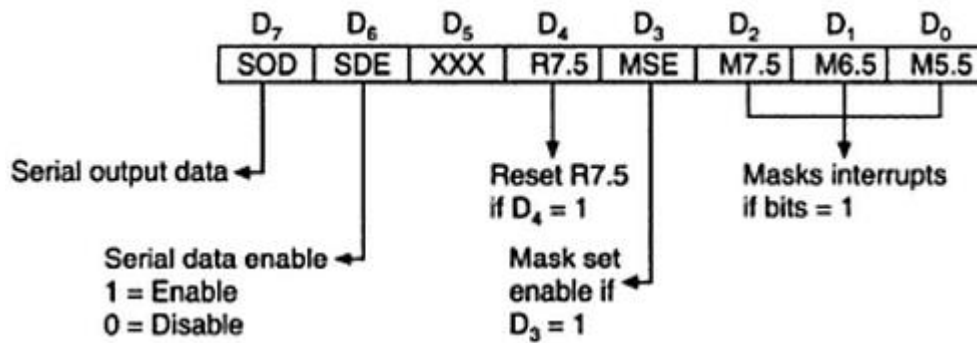 D₇ D₆ D₅ D₄ D₃ D₂ D₁ D₀
SOD SDE XXX R7.5 MSE M7.5 M6.5 M5.5
Serial output data
Reset R7.5
if D₄ = 1
Masks interrupts
if bits = 1
Serial data enable
1 = Enable
0 = Disable
Mask set
enable if
D₃ = 1